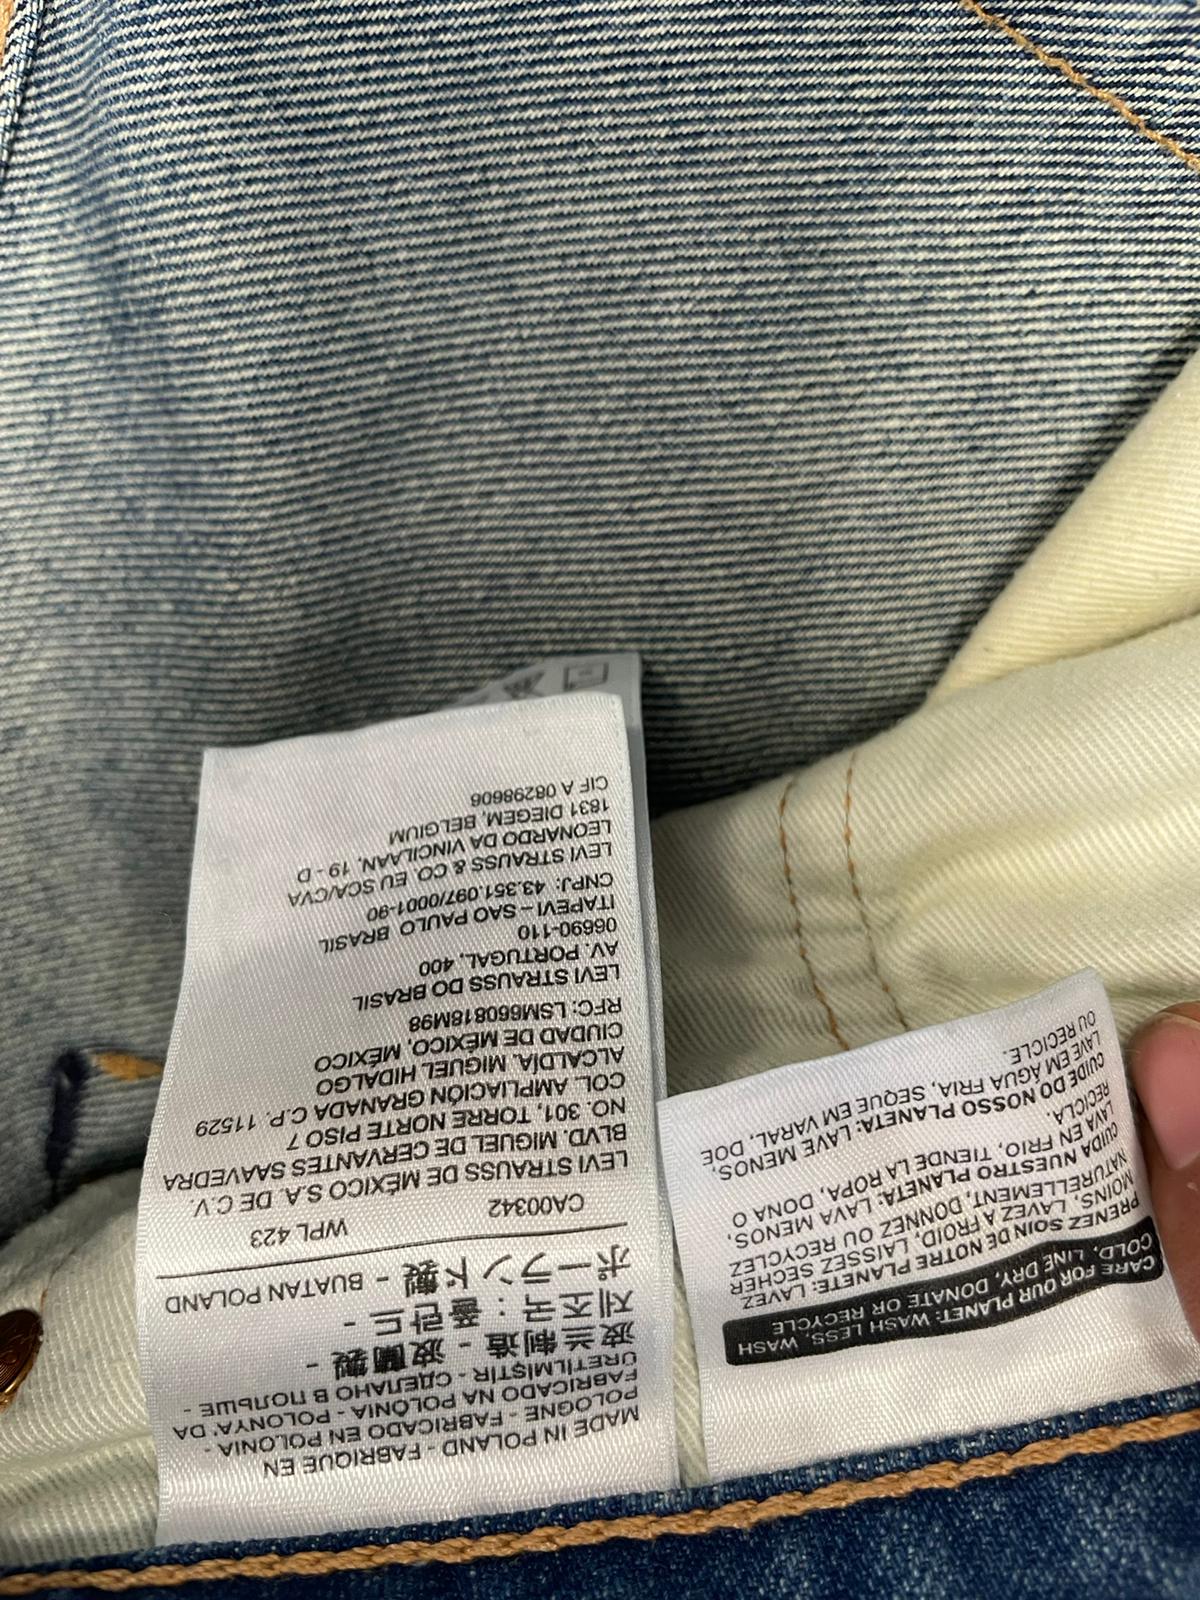 MADE IN POLAND - FABRIQUE EN
POLOGNE - FABRICADO EN POLONIA -
FABRICADO NA POLÔNIA - POLONYA' DA
ÜRETİLMİŞTİR - СДЕЛАНО В ПОЛЬШЕ -
波兰制造 - 波蘭製 -
제조국 : 폴란드 -
ポーランド製 - BUATAN POLAND
CA00342 WPL 423
LEVI STRAUSS DE MÉXICO S.A. DE C.V.
BLVD. MIGUEL DE CERVANTES SAAVEDRA
NO. 301, TORRE NORTE PISO 7
COL. AMPLIACIÓN GRANADA C.P. 11529
ALCALDÍA. MIGUEL HIDALGO
CIUDAD DE MÉXICO, MÉXICO
RFC: LSM660818M98
LEVI STRAUSS DO BRASIL
AV. PORTUGAL, 400
06690-110
ITAPEVI – SAO PAULO BRASIL
CNPJ: 43.351.097/0001-90
LEVI STRAUSS & CO. EU SCA/CVA
LEONARDO DA VINCILAAN, 19 - D
1831 DIEGEM, BELGIUM
CIF A 08298606
CARE FOR OUR PLANET: WASH LESS, WASH
COLD, LINE DRY, DONATE OR RECYCLE
PRENEZ SOIN DE NOTRE PLANETE: LAVEZ
MOINS, LAVEZ A FROID, LAISSEZ SECHER
NATURELLEMENT, DONNEZ OU RECYCLEZ
CUIDA NUESTRO PLANETA: LAVA MENOS,
LAVA EN FRIO, TIENDE LA ROPA, DONA O
RECICLA.
CUIDE DO NOSSO PLANETA: LAVE MENOS,
LAVE EM ÁGUA FRIA, SEQUE EM VARAL, DOE
OU RECICLE.